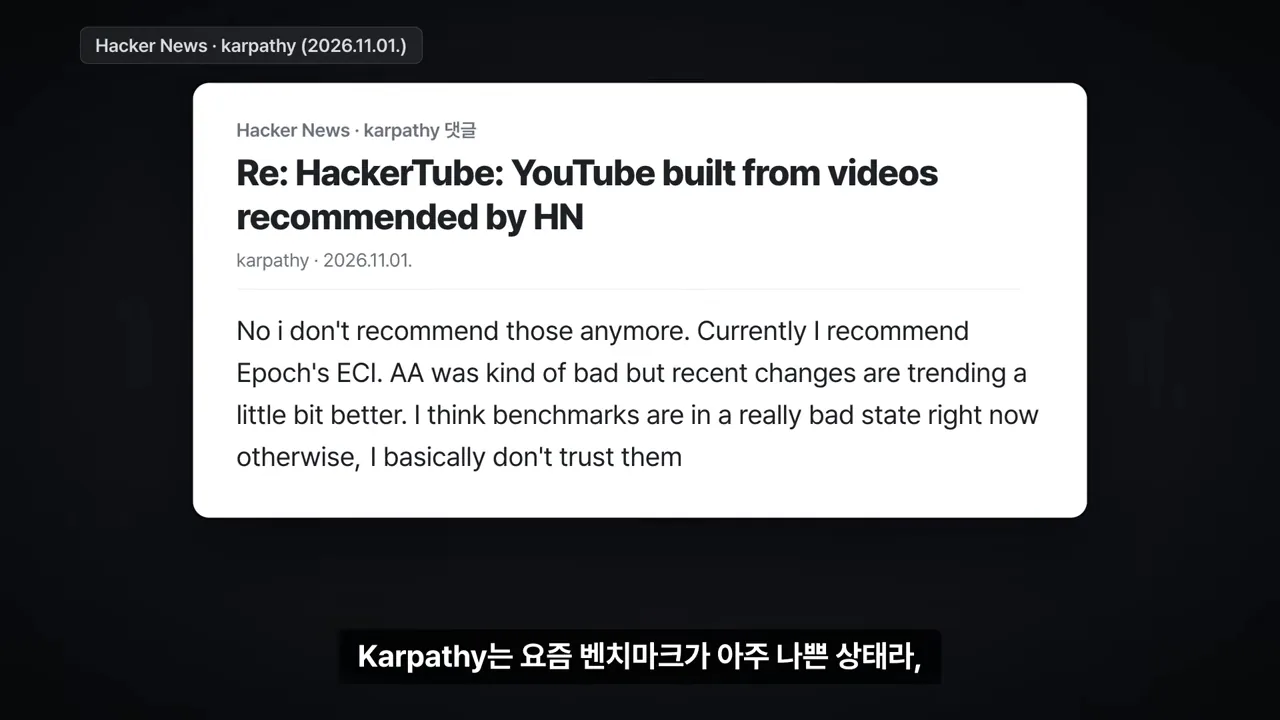 Hacker News · karpathy (2026.11.01.)
Hacker News · karpathy 댓글
Re: HackerTube: YouTube built from videos
recommended by HN
karpathy · 2026.11.01.
No i don't recommend those anymore. Currently I recommend
Epoch's ECI. AA was kind of bad but recent changes are trending a
little bit better. I think benchmarks are in a really bad state right now
otherwise, I basically don't trust them
Karpathy는 요즘 벤치마크가 아주 나쁜 상태라,